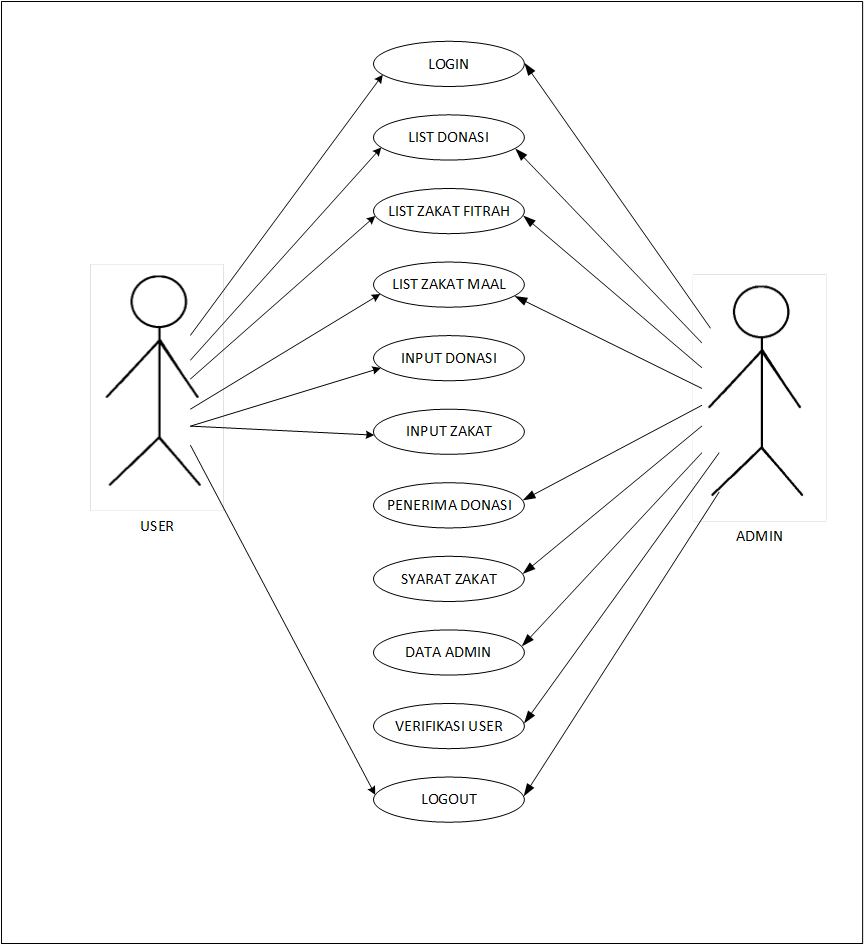 LOGIN
LIST DONASI
LIST ZAKAT FITRAH
LIST ZAKAT MAAL
INPUT DONASI
INPUT ZAKAT
PENERIMA DONASI
USER
ADMIN
SYARAT ZAKAT
DATA ADMIN
VERIFIKASI USER
LOGOUT